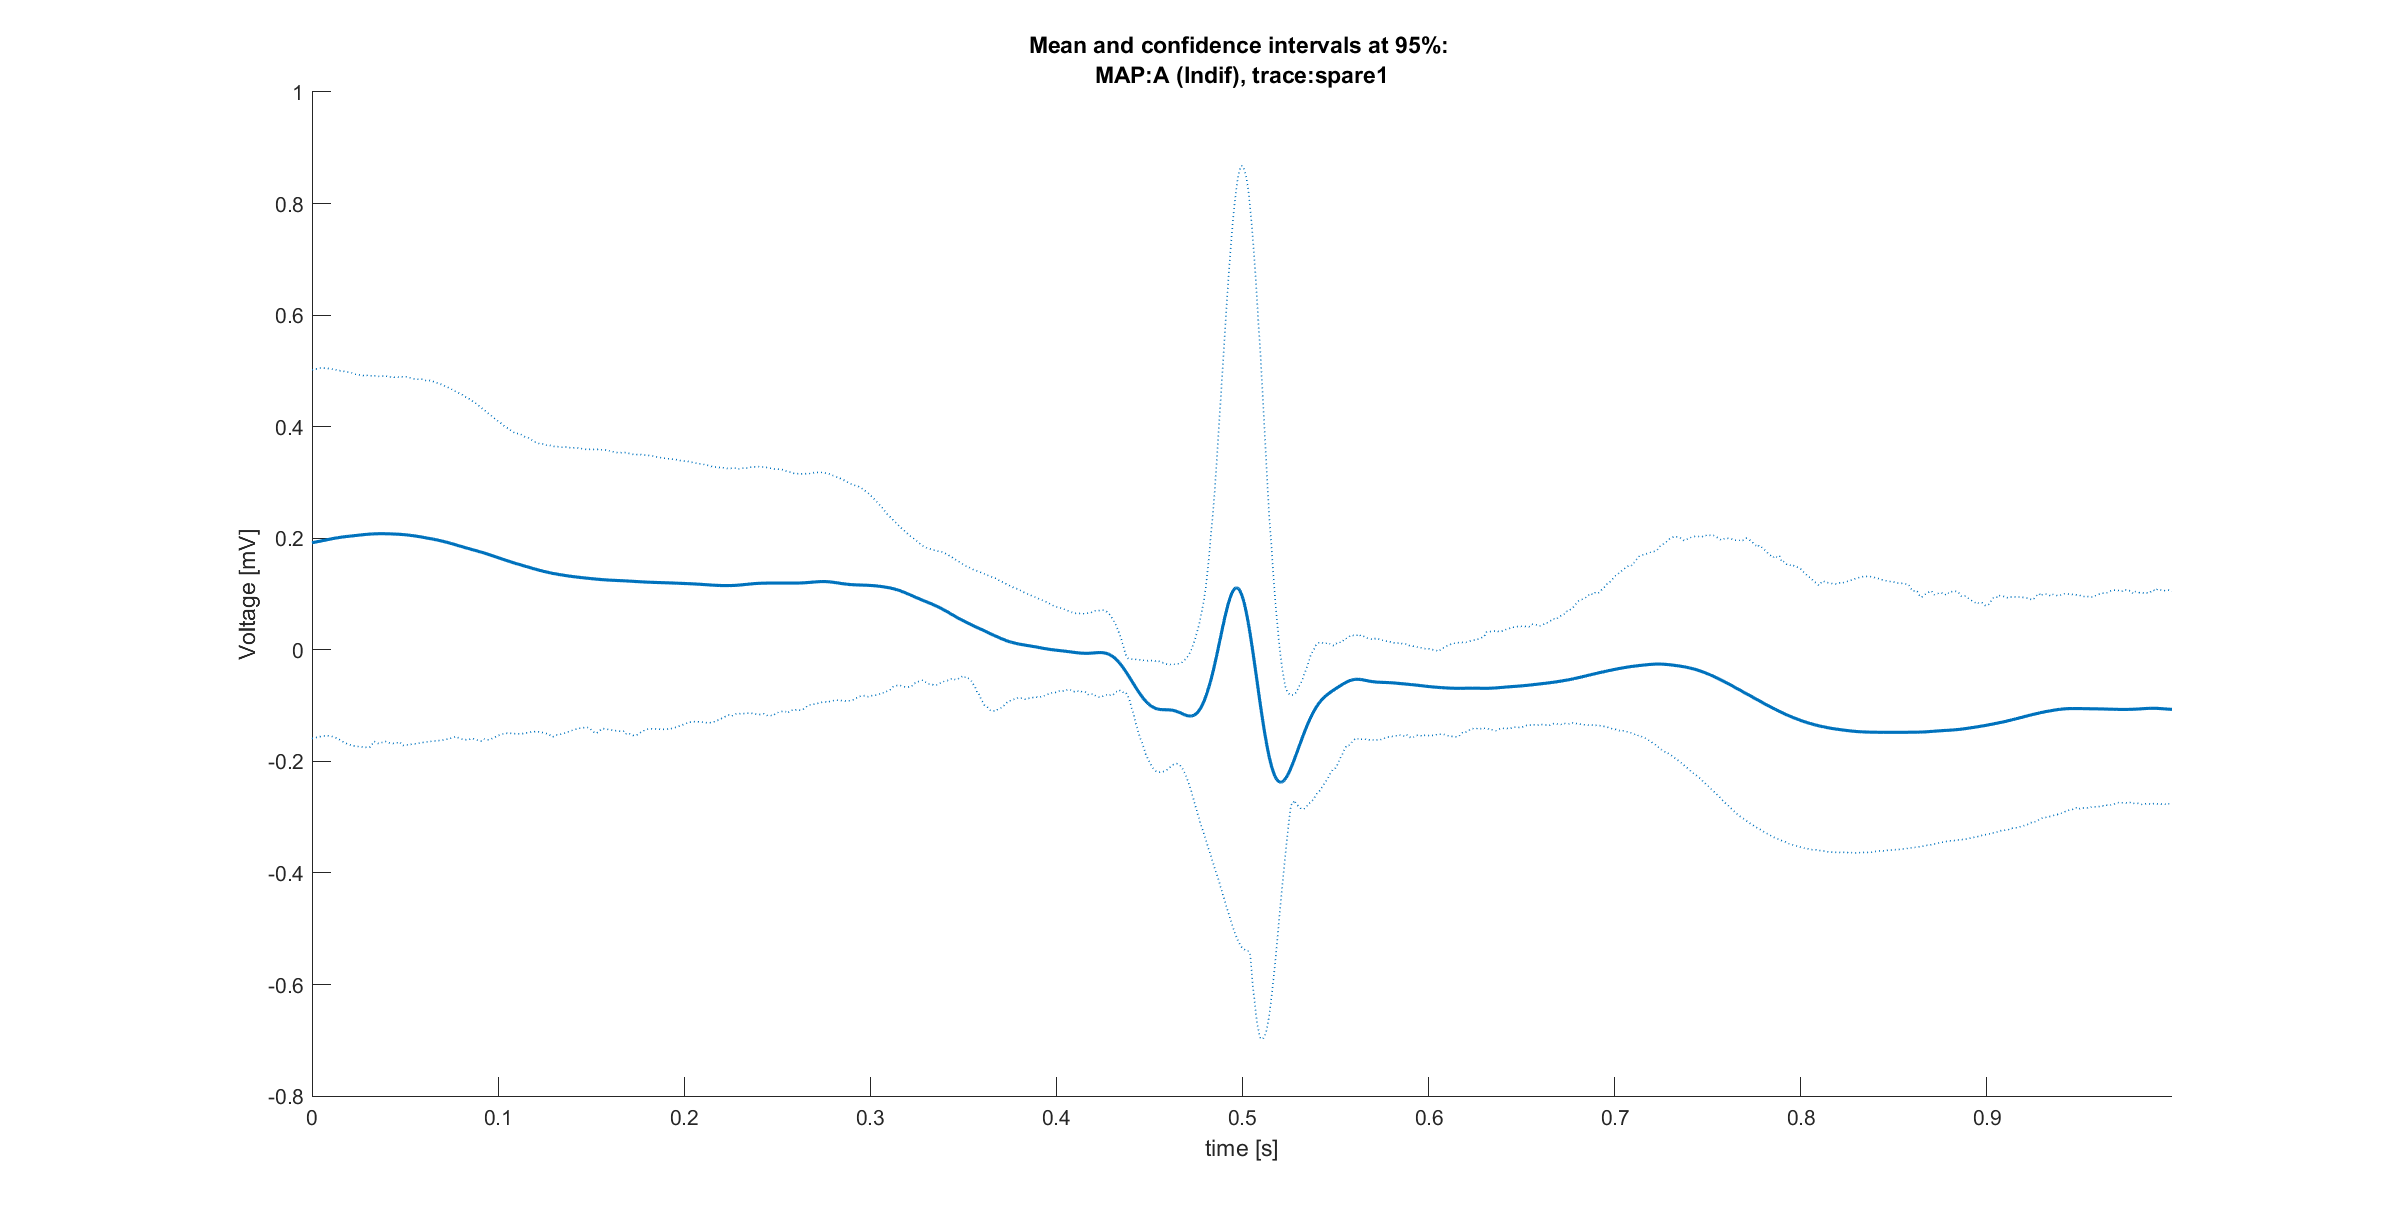 Mean and confidence intervals at 95%:
MAP:A (Indif), trace:spare1
1
0.8
0.6
0.4
0.2
0
-0.2
-0.4
-0.6
-0.8
Voltage [mV]
0 0.1 0.2 0.3 0.4 0.5 0.6 0.7 0.8 0.9
time [s]